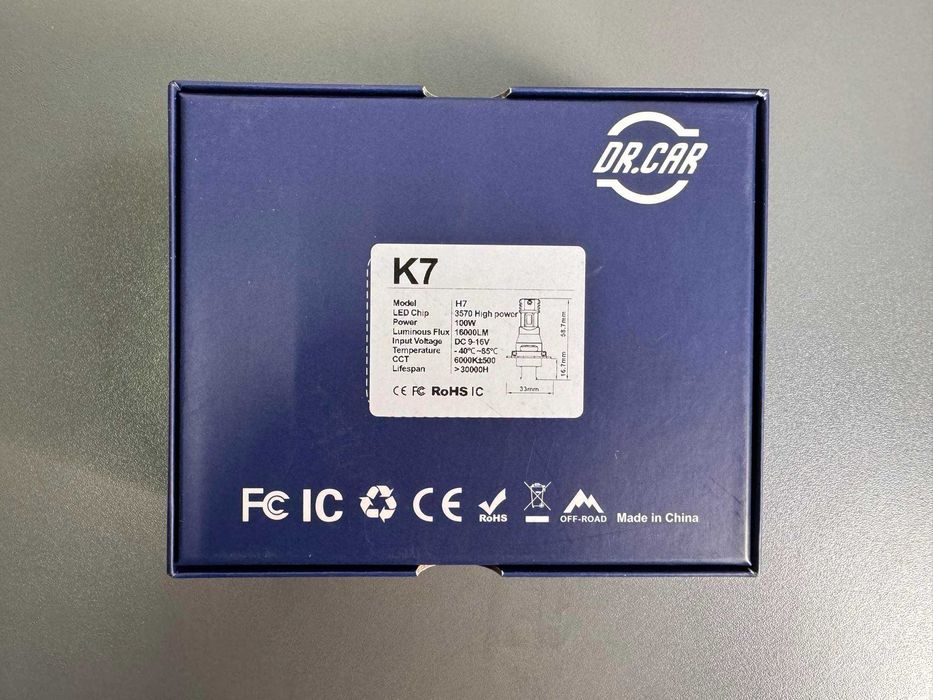 DR.CAR
K7
Model H7
LED Chip 3570 High power
Power 100W
Luminous Flux 16000LM
Input Voltage DC 9-16V
Temperature -40℃~85℃
CCT 6000K±500
Lifespan >30000H
58.7mm
16.7mm
33mm
CE FC RoHS IC
FC IC CE RoHS OFF-ROAD Made in China